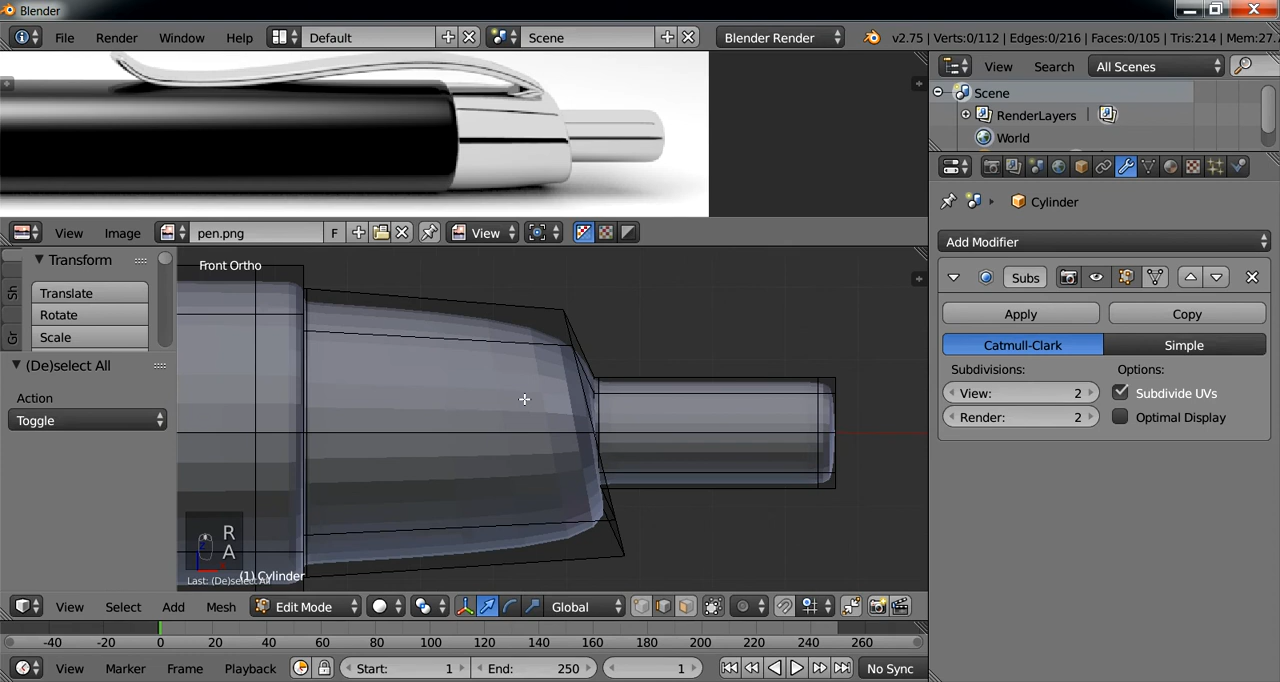 Blender
File Render Window Help Default Scene Blender Render v2.75 | Verts:0/112 | Edges:0/216 | Faces:0/105 | Tris:214 | Mem:27.
View Search All Scenes
Scene
RenderLayers
World
Cylinder
Add Modifier
Subs
Apply Copy
Catmull-Clark Simple
Subdivisions: Options:
View: 2 Subdivide UVs
Render: 2 Optimal Display
View Image pen.png F View
Transform
Translate
Rotate
Scale
(De)select All
Action
Toggle
Sh
Gr
Front Ortho
R
A
(1) Cylinder
Last: (De)select All
View Select Add Mesh Edit Mode Global
-40 -20 0 20 40 60 80 100 120 140 160 180 200 220 240 260
View Marker Frame Playback Start: 1 End: 250 1 No Sync